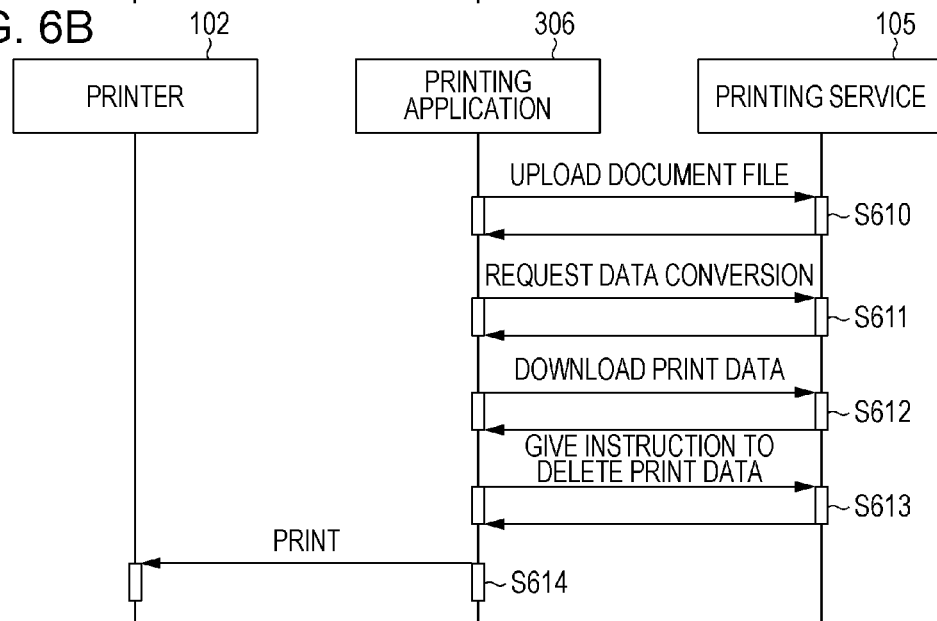 G. 6B
102
306
105
PRINTER
PRINTING
APPLICATION
PRINTING SERVICE
UPLOAD DOCUMENT FILE
S610
REQUEST DATA CONVERSION
S611
DOWNLOAD PRINT DATA
S612
GIVE INSTRUCTION TO
DELETE PRINT DATA
S613
PRINT
S614